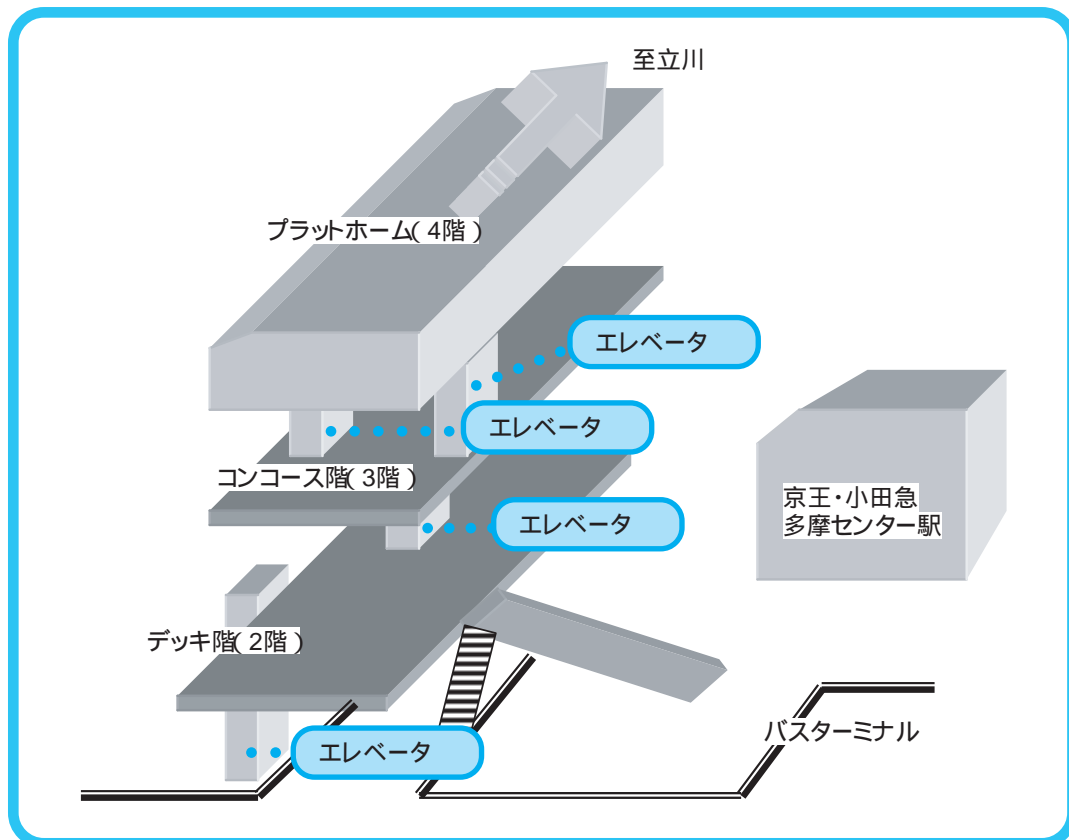 至立川
プラットホーム(4階)
エレベータ
エレベータ
コンコース階(3階)
エレベータ
京王・小田急
多摩センター駅
デッキ階(2階)
バスターミナル
エレベータ